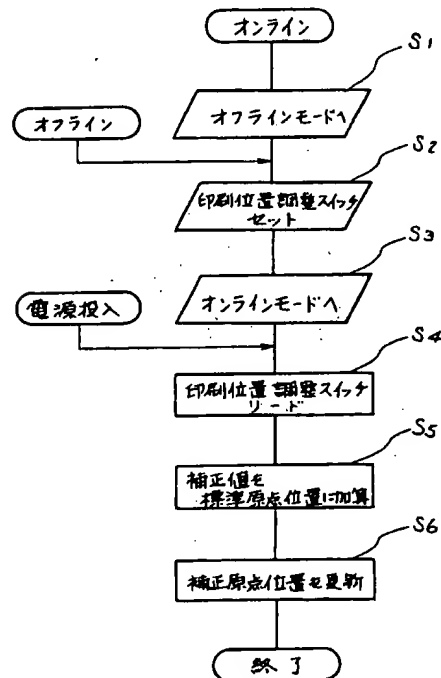 オンライン
S1
オフラインモードへ
オフライン
S2
印刷位置調整スイッチ
セット
S3
オンラインモードへ
電源投入
S4
印刷位置調整スイッチ
リード
S5
補正値を
標準原点位置に加算
S6
補正原点位置を更新
終了